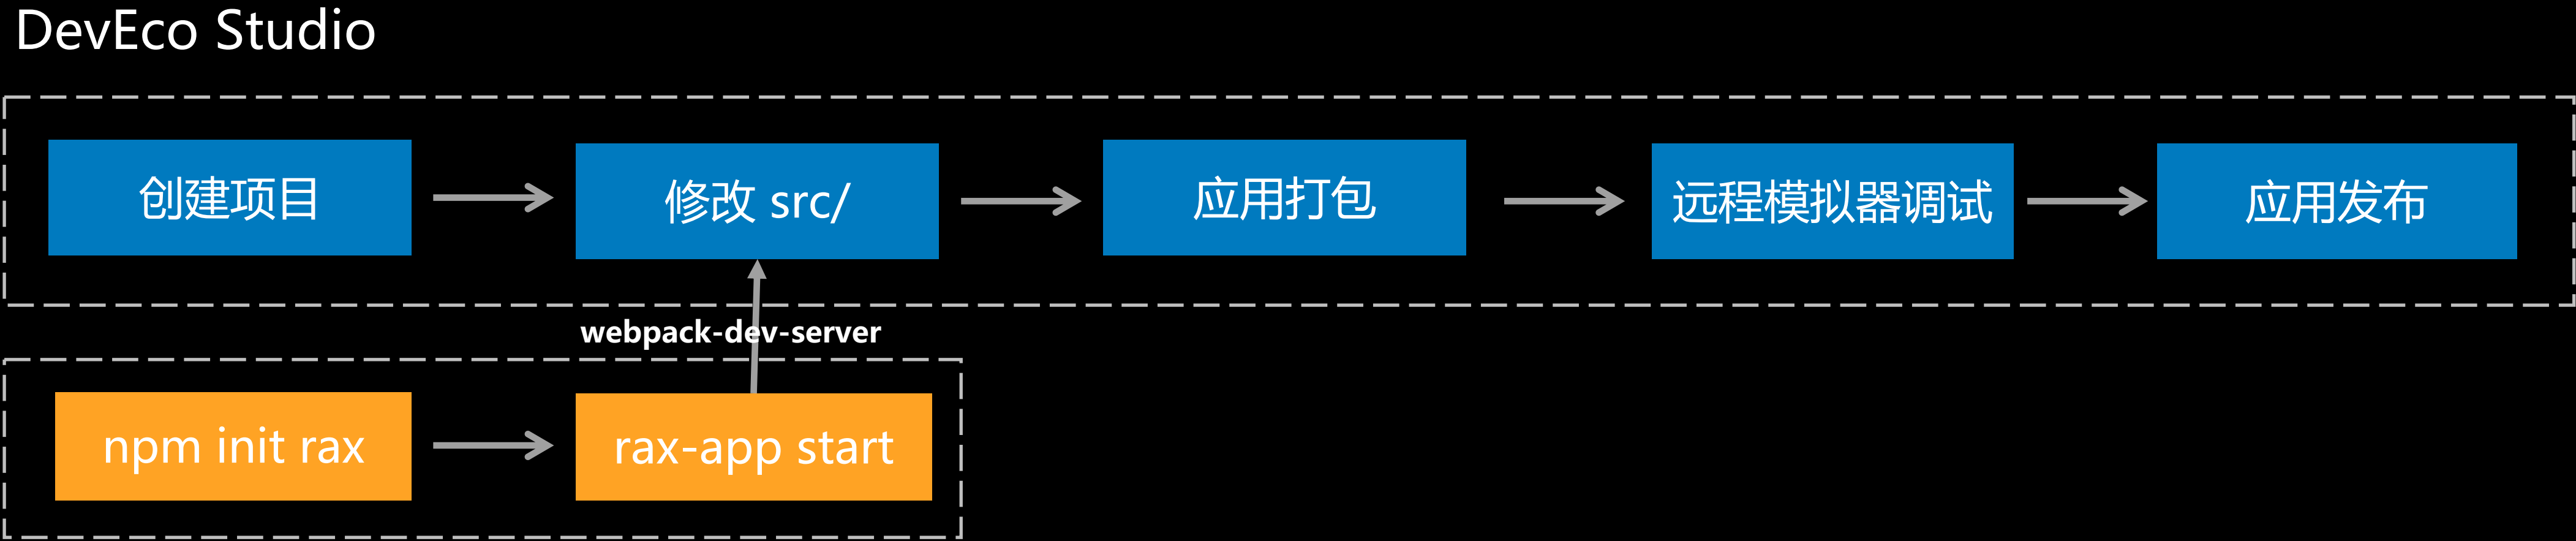 DevEco Studio
创建项目
修改 src/
应用打包
远程模拟器调试
应用发布
webpack-dev-server
npm init rax
rax-app start